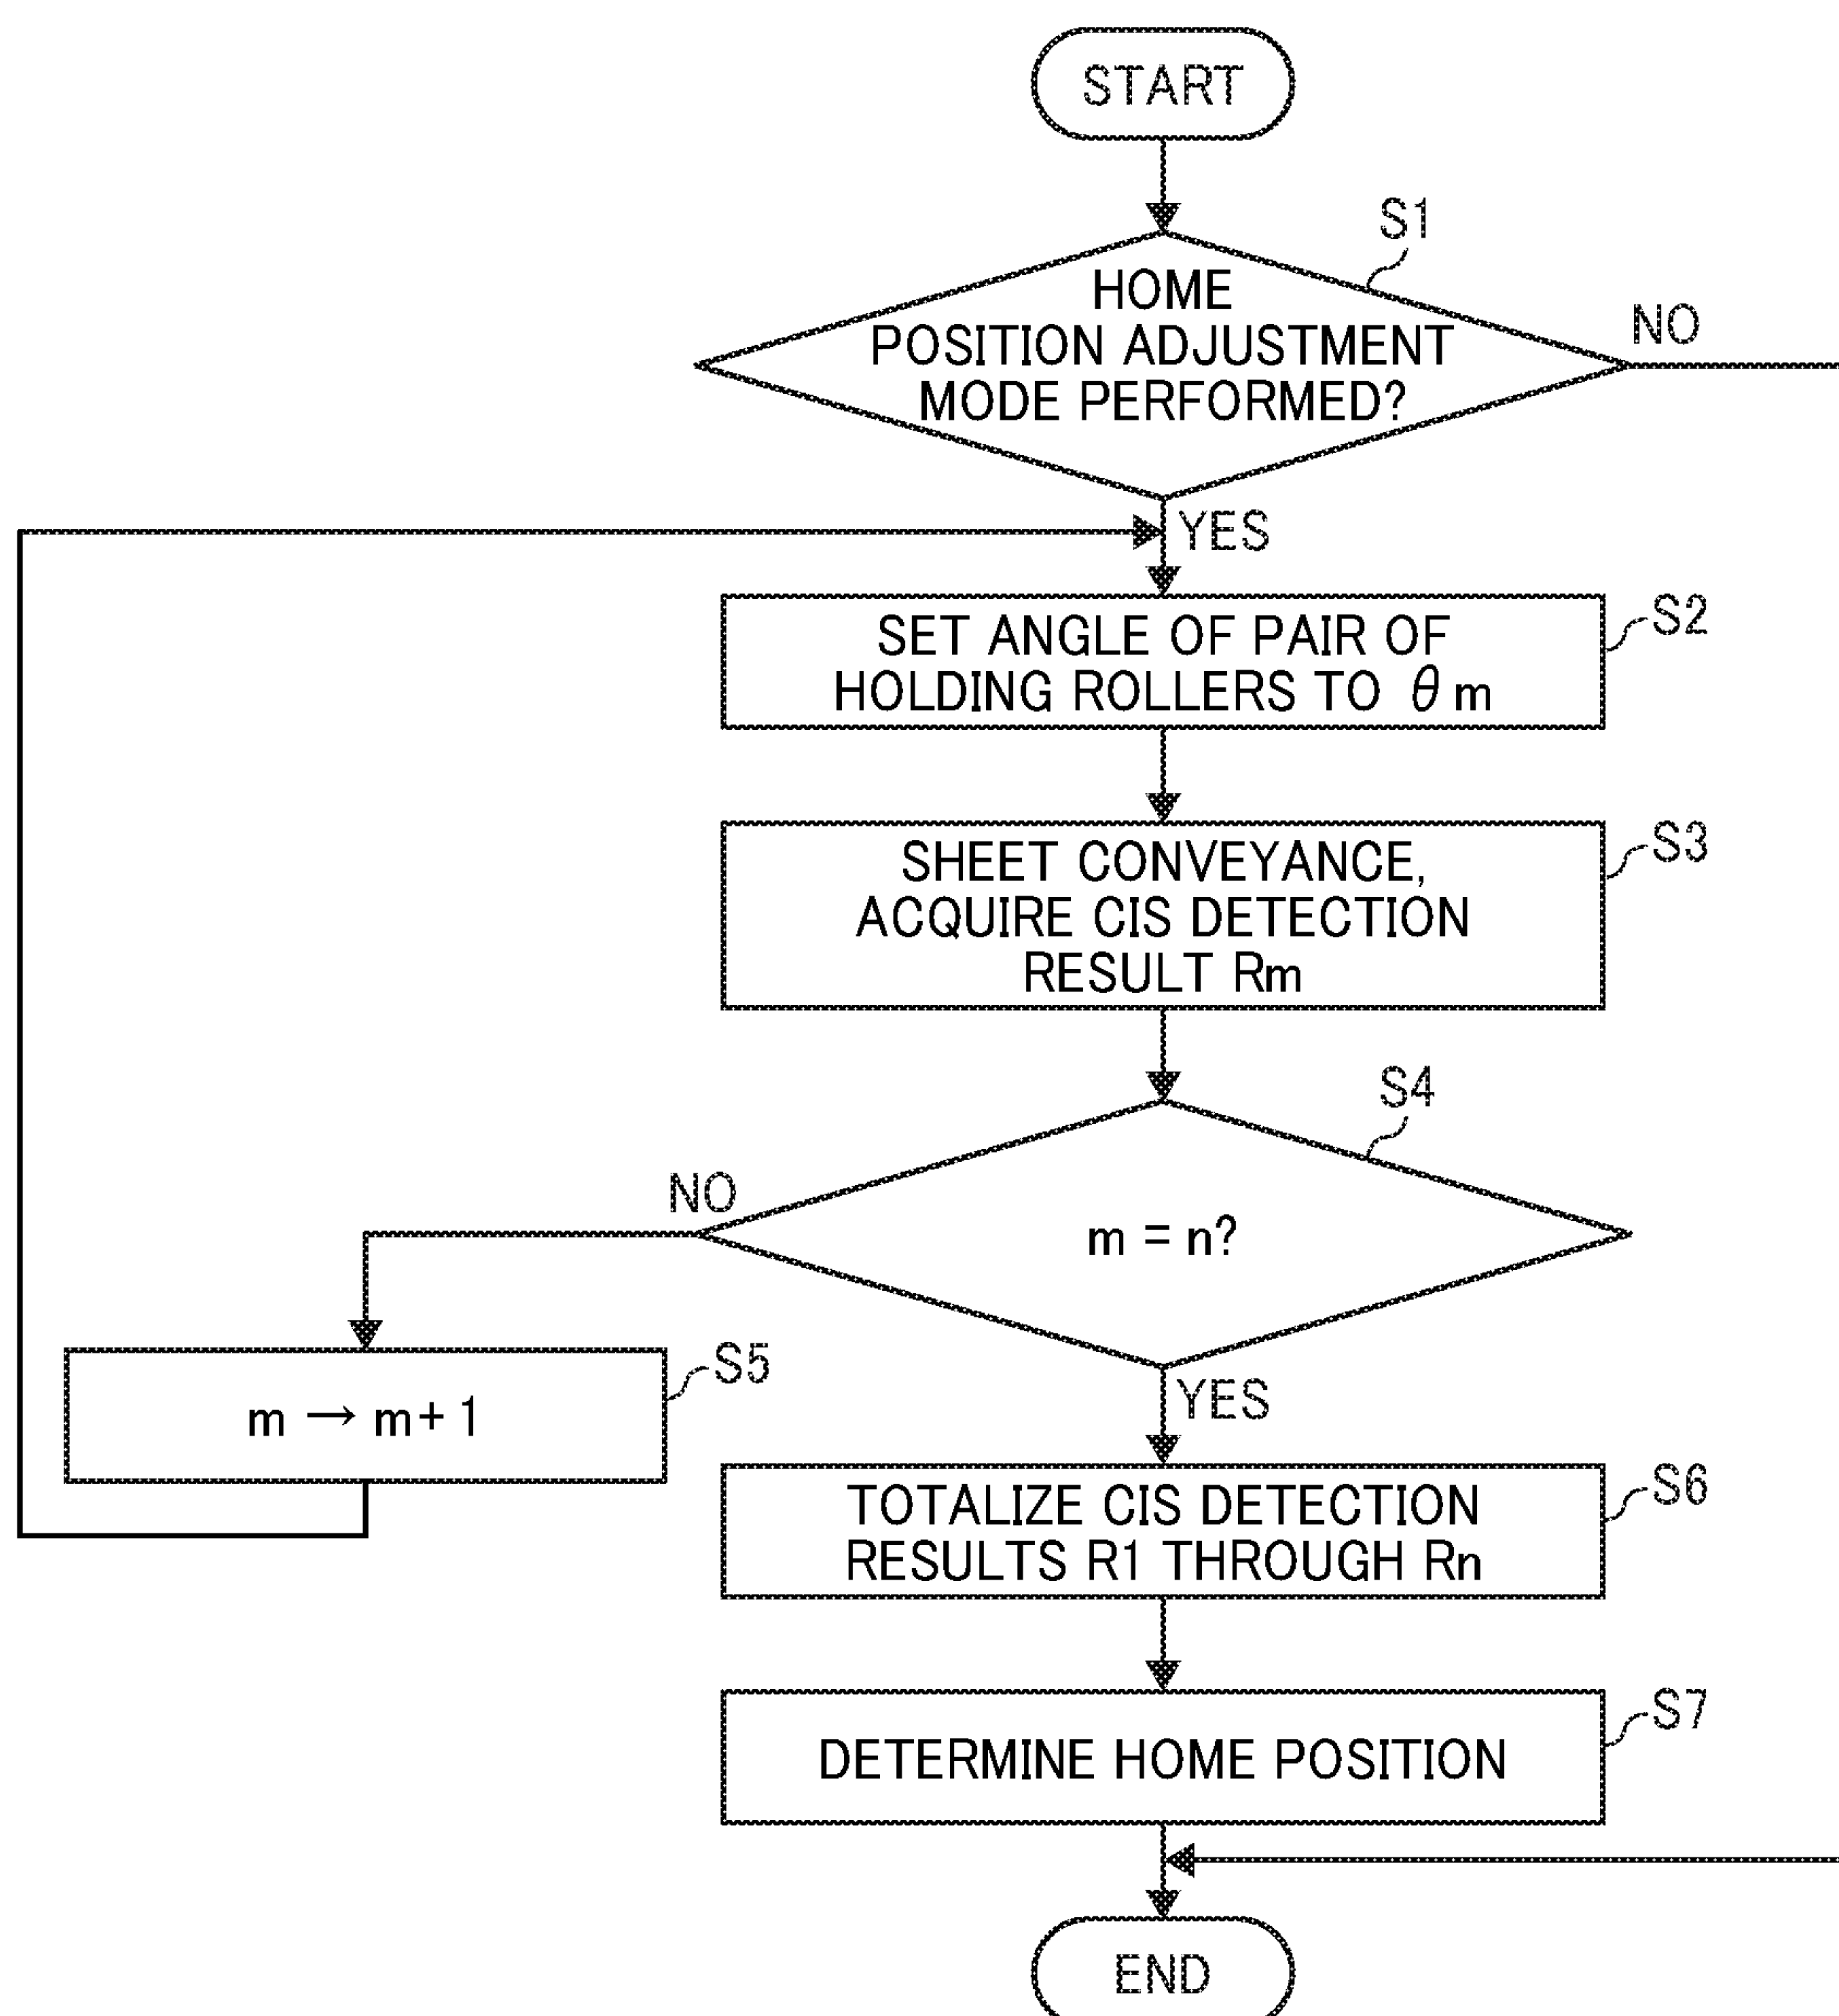 START
S1
HOME
POSITION ADJUSTMENT
MODE PERFORMED?
NO
YES
S2
SET ANGLE OF PAIR OF
HOLDING ROLLERS TO θm
S3
SHEET CONVEYANCE,
ACQUIRE CIS DETECTION
RESULT Rm
S4
NO
m = n?
S5
m → m+1
YES
S6
TOTALIZE CIS DETECTION
RESULTS R1 THROUGH Rn
S7
DETERMINE HOME POSITION
END